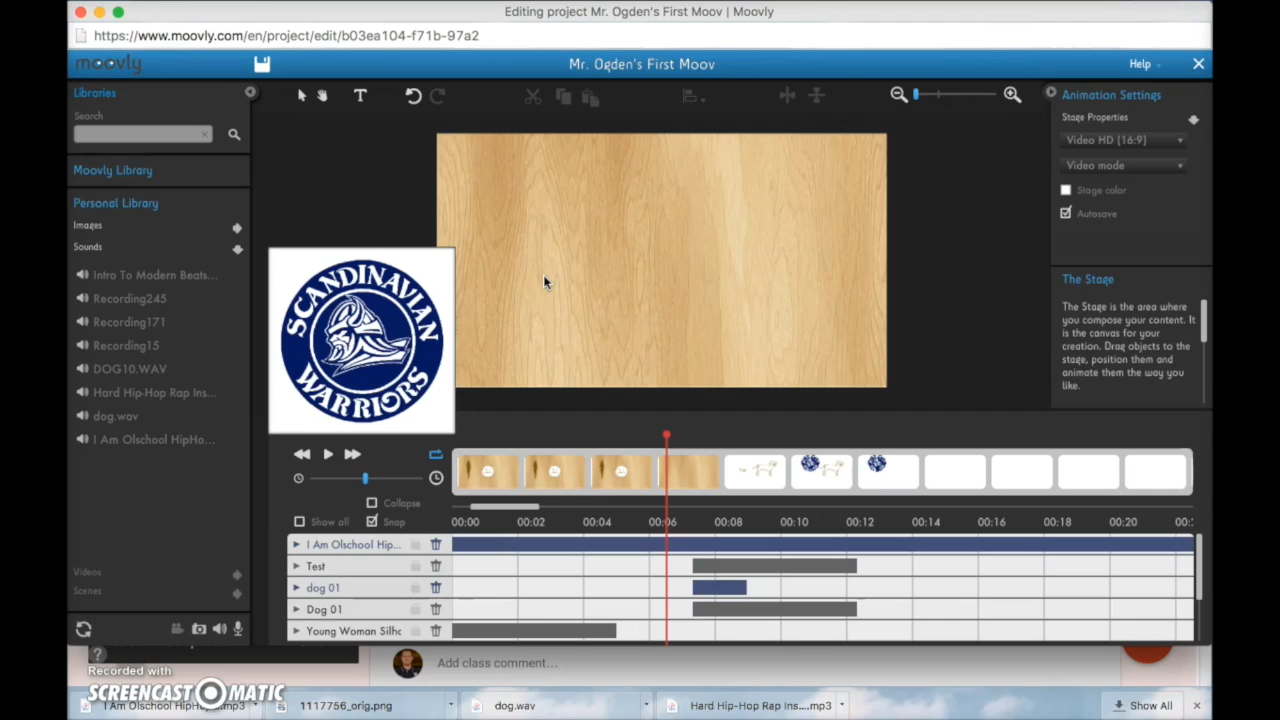 Editing project Mr. Ogden's First Moov | Moovly
https://www.moovly.com/en/project/edit/b03ea104-f71b-97a2
moovly
Mr. Ogden's First Moov
Help
Libraries
Search
Moovly Library
Personal Library
Images
Sounds
Intro To Modern Beats...
Recording245
Recording171
Recording15
DOG10.WAV
Hard Hip-Hop Rap Ins...
dog.wav
I Am Olschool HipHo...
Videos
Scenes
T
SCANDINAVIAN
WARRIORS
Animation Settings
Stage Properties
Video HD (16:9)
Video mode
Stage color
Autosave
The Stage
The Stage is the area where
you compose your content. It
is the canvas for your
creation. Drag objects to the
stage, position them and
animate them the way you
like.
Collapse
Show all
Snap
00:00 00:02 00:04 00:06 00:08 00:10 00:12 00:14 00:16 00:18 00:20 00:
I Am Olschool Hip...
Test
dog 01
Dog 01
Young Woman Silhc
?
Add class comment...
Recorded with
SCREENCAST O MATIC
I Am Olschool HipHop....mp3
1117756_orig.png
dog.wav
Hard Hip-Hop Rap Ins....mp3
Show All